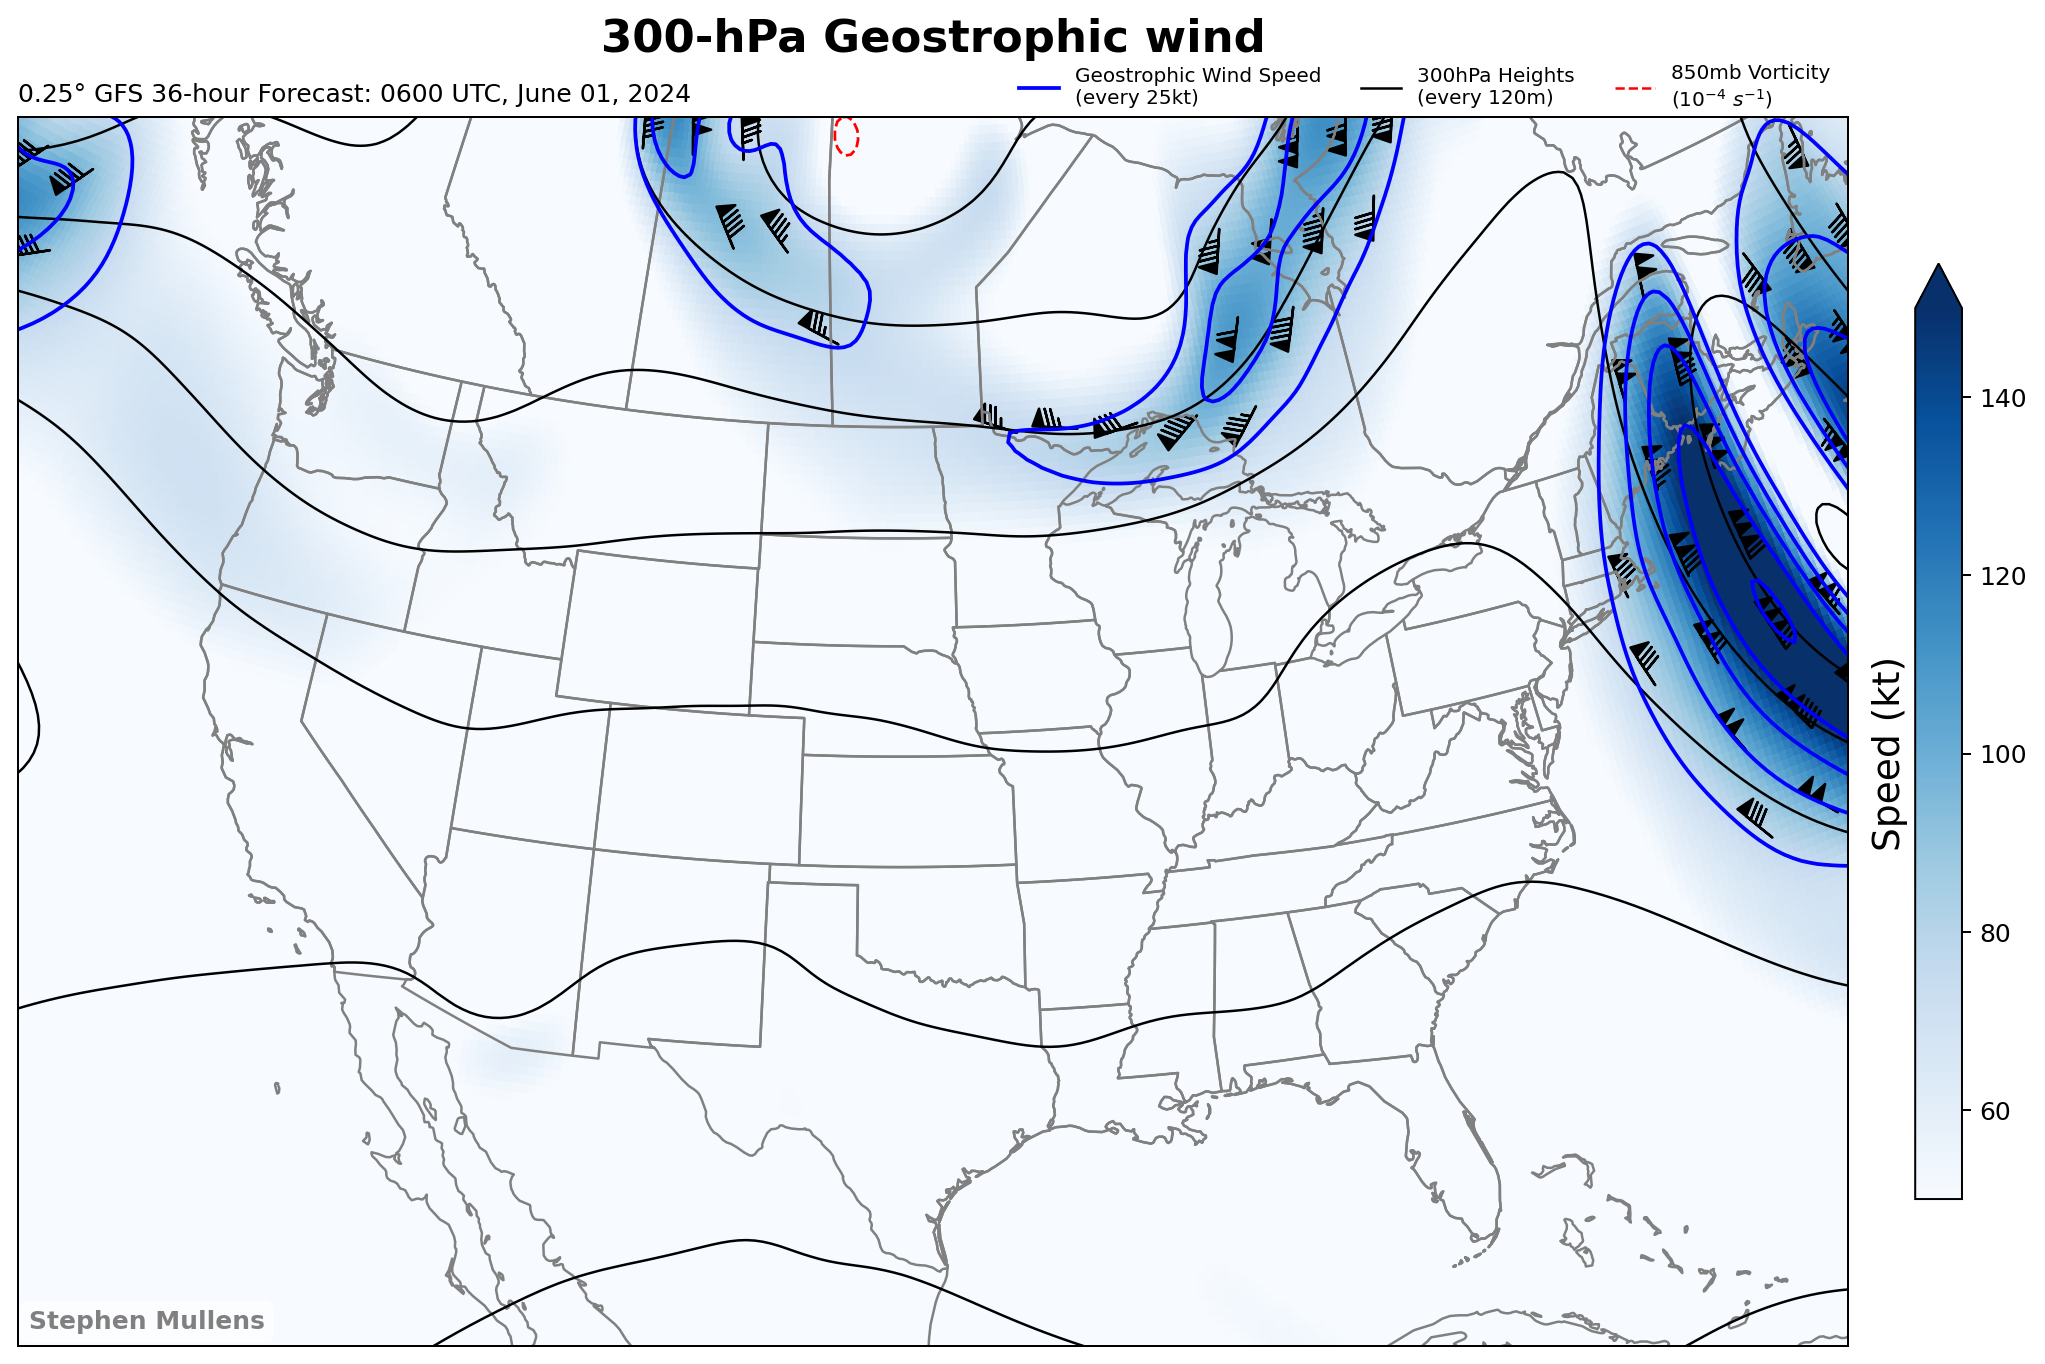 300-hPa Geostrophic wind
0.25° GFS 36-hour Forecast: 0600 UTC, June 01, 2024
Geostrophic Wind Speed
(every 25kt)
300hPa Heights
(every 120m)
850mb Vorticity
(10⁻⁴ s⁻¹)
140
120
100
80
60
Speed (kt)
Stephen Mullens